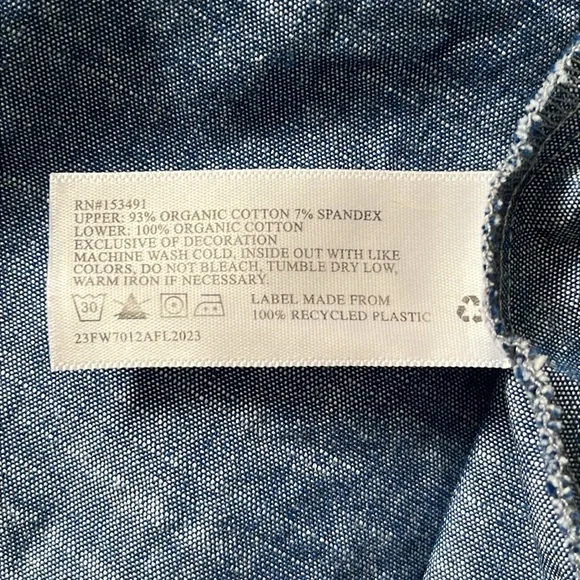 RN#153491
UPPER: 93% ORGANIC COTTON 7% SPANDEX
LOWER: 100% ORGANIC COTTON
EXCLUSIVE OF DECORATION
MACHINE WASH COLD, INSIDE OUT WITH LIKE
COLORS, DO NOT BLEACH, TUMBLE DRY LOW,
WARM IRON IF NECESSARY.
30
LABEL MADE FROM
100% RECYCLED PLASTIC
23FW7012AFL2023